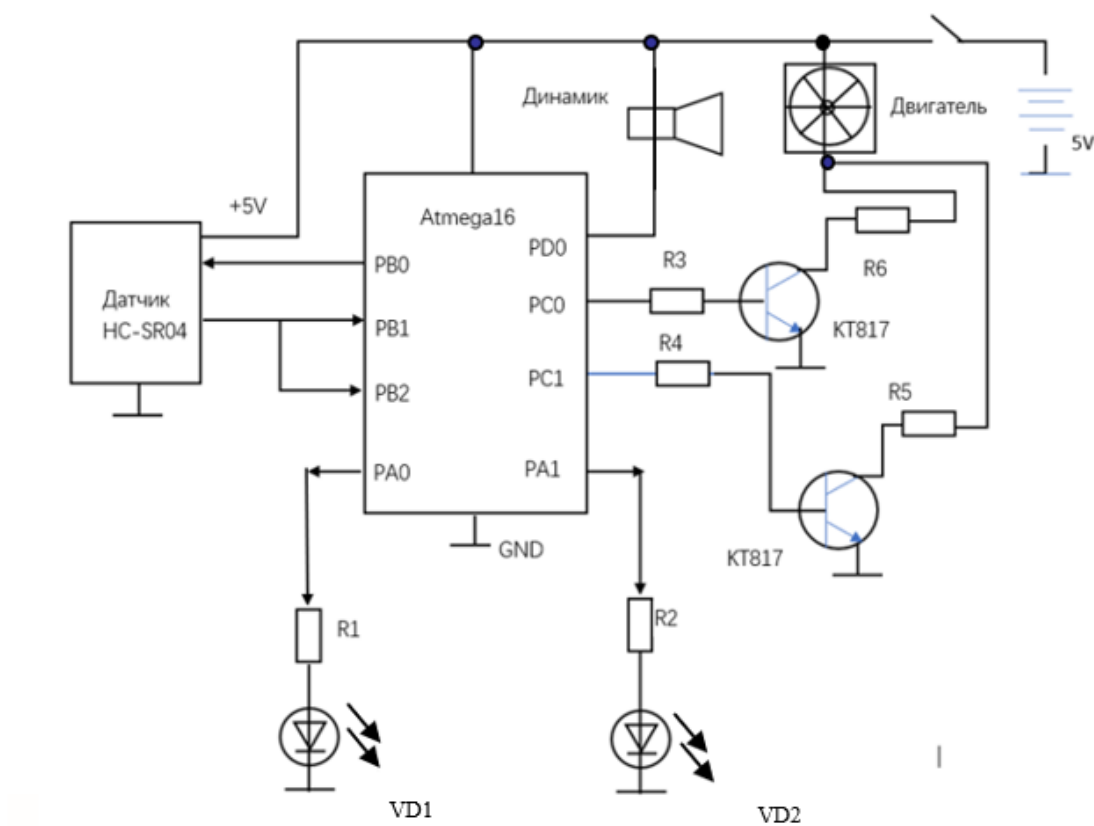 Динамик
Двигатель
5V
+5V
Atmega16
PD0
PB0
R3
R6
Датчик
HC-SR04
PC0
PB1
KT817
R4
PC1
PB2
R5
PA0
PA1
GND
KT817
R1
R2
VD1
VD2